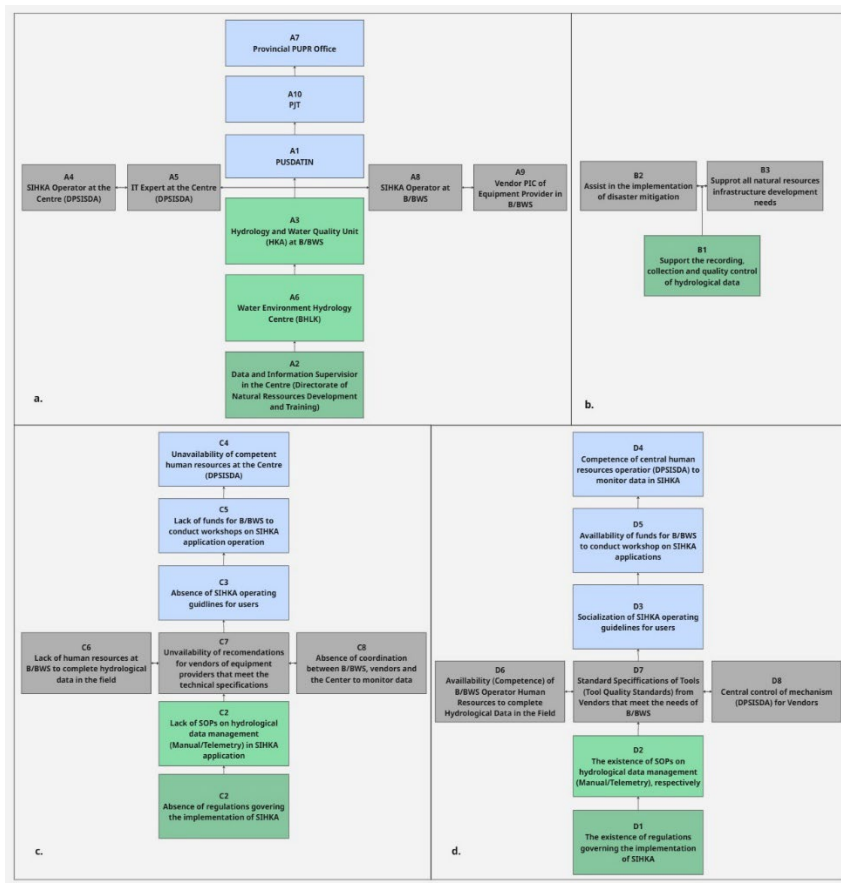 A7
Provincial PUPR Office
A10
PJT
A1
PUSDATIN
A4
SIHKA Operator at the
Centre (DPSISDA)
A5
IT Expert at the Centre
(DPSISDA)
A8
SIHKA Operator at
B/BWS
A9
Vendor PIC of
Equipment Provider in
B/BWS
A3
Hydrology and Water Quality Unit
(HKA) at B/BWS
A6
Water Environment Hydrology
Centre (BHLK)
A2
Data and Information Supervisior
in the Centre (Directorate of
Natural Ressources Development
and Training)
a.
B2
Assist in the implementation
of disaster mitigation
B3
Supprot all natural resources
infrastructure development
needs
B1
Support the recording,
collection and quality control
of hydrological data
b.
C4
Unavailability of competent
human resources at the Centre
(DPSISDA)
C5
Lack of funds for B/BWS to
conduct workshops on SIHKA
application operation
C3
Absence of SIHKA operating
guidlines for users
C6
Lack of human resources at
B/BWS to complete hydrological
data in the field
C7
Unvailability of recomendations
for vendors of equipment
providers that meet the
technical specifications
C8
Absence of coordination
between B/BWS, vendors and
the Center to monitor data
C2
Lack of SOPs on hydrological
data management
(Manual/Telemetry) in SIHKA
application
C2
Absence of regulations govering
the implementation of SIHKA
c.
D4
Competence of central human
resources operatior (DPSISDA) to
monitor data in SIHKA
D5
Availlability of funds for B/BWS
to conduct workshop on SIHKA
applications
D3
Socialization of SIHKA operating
guidelines for users
D6
Availability (Competence) of
B/BWS Operator Human
Resources to complete
Hydrological Data in the Field
D7
Standard Speciffications of Tools
(Tool Quality Standards) from
Vendors that meet the needs of
B/BWS
D8
Central control of mechanism
(DPSISDA) for Vendors
D2
The existence of SOPs on
hydrological data management
(Manual/Telemetry), respectively
D1
The existence of regulations
governing the implementation
of SIHKA
d.